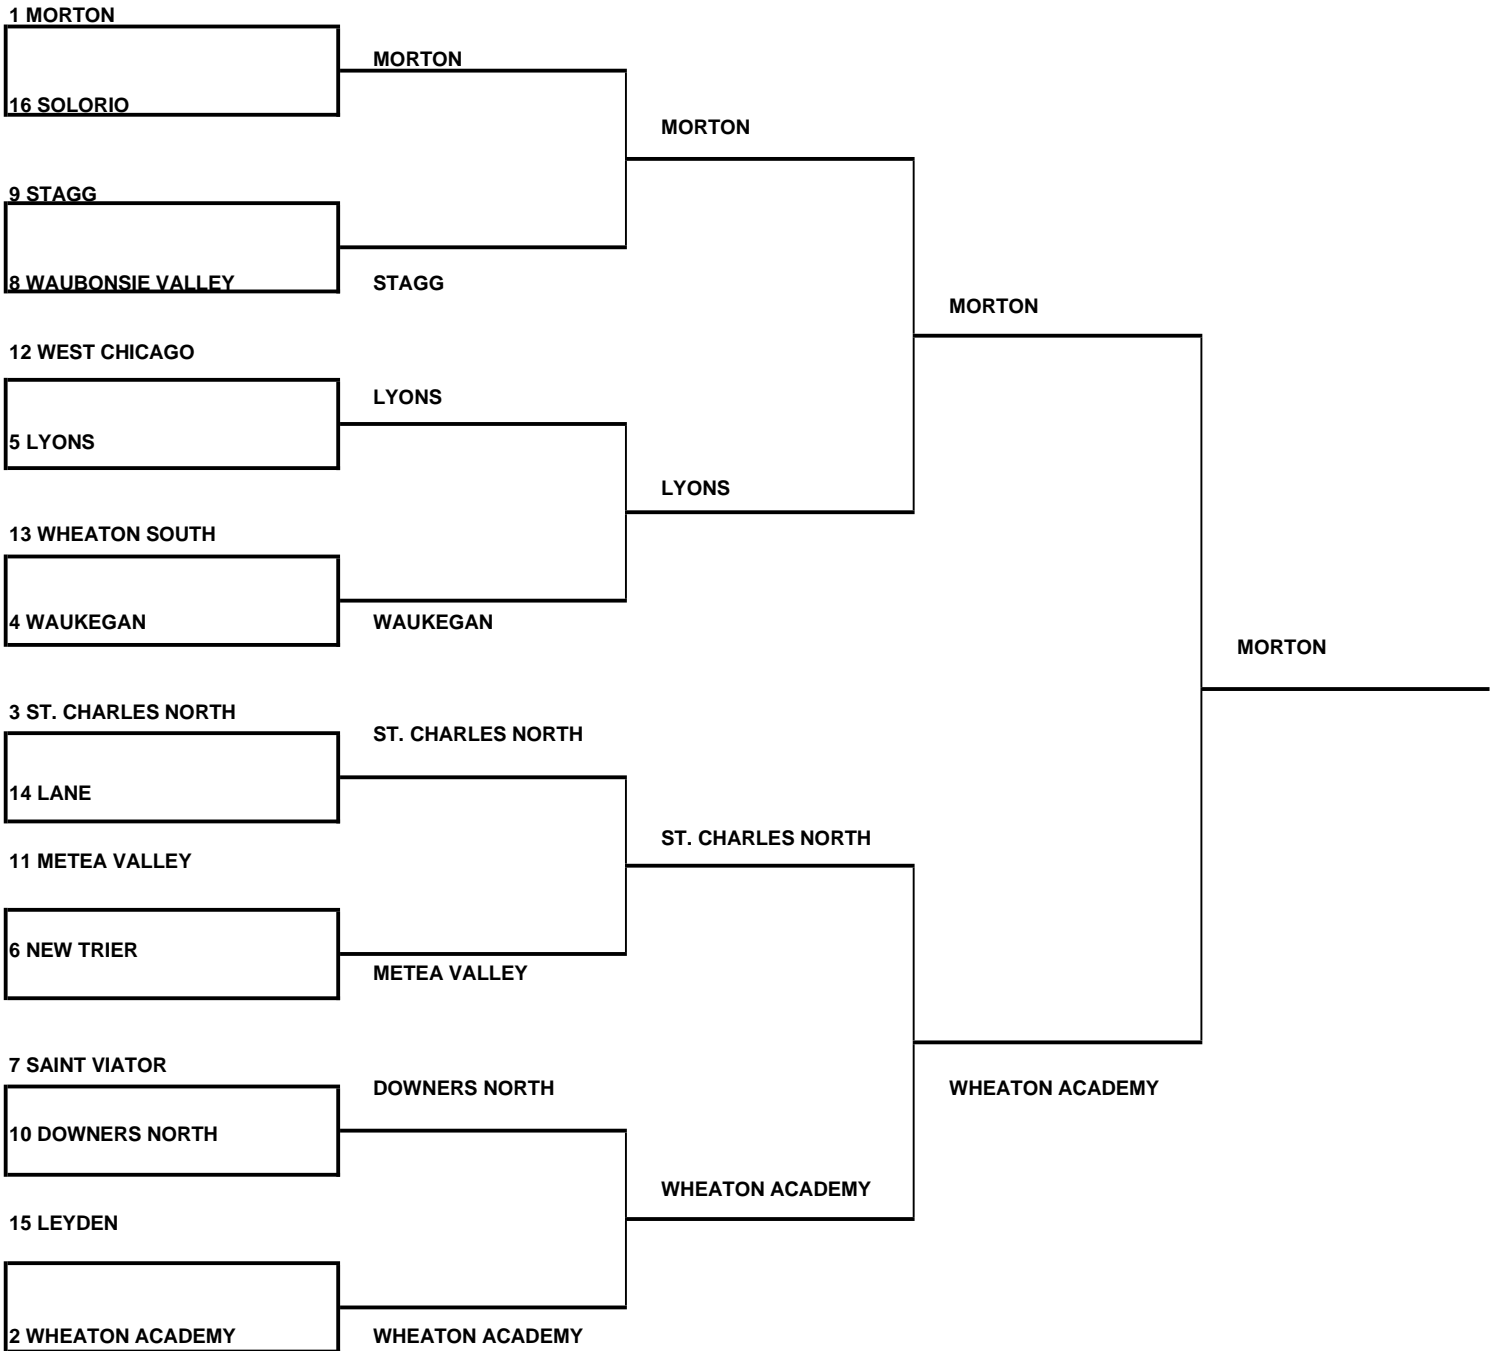 1 MORTON
MORTON
16 SOLORIO
MORTON
9 STAGG
8 WAUBONSIE VALLEY
STAGG
MORTON
12 WEST CHICAGO
LYONS
5 LYONS
LYONS
13 WHEATON SOUTH
4 WAUKEGAN
WAUKEGAN
MORTON
3 ST. CHARLES NORTH
ST. CHARLES NORTH
14 LANE
ST. CHARLES NORTH
11 METEA VALLEY
6 NEW TRIER
METEA VALLEY
7 SAINT VIATOR
DOWNERS NORTH
WHEATON ACADEMY
10 DOWNERS NORTH
WHEATON ACADEMY
15 LEYDEN
2 WHEATON ACADEMY
WHEATON ACADEMY